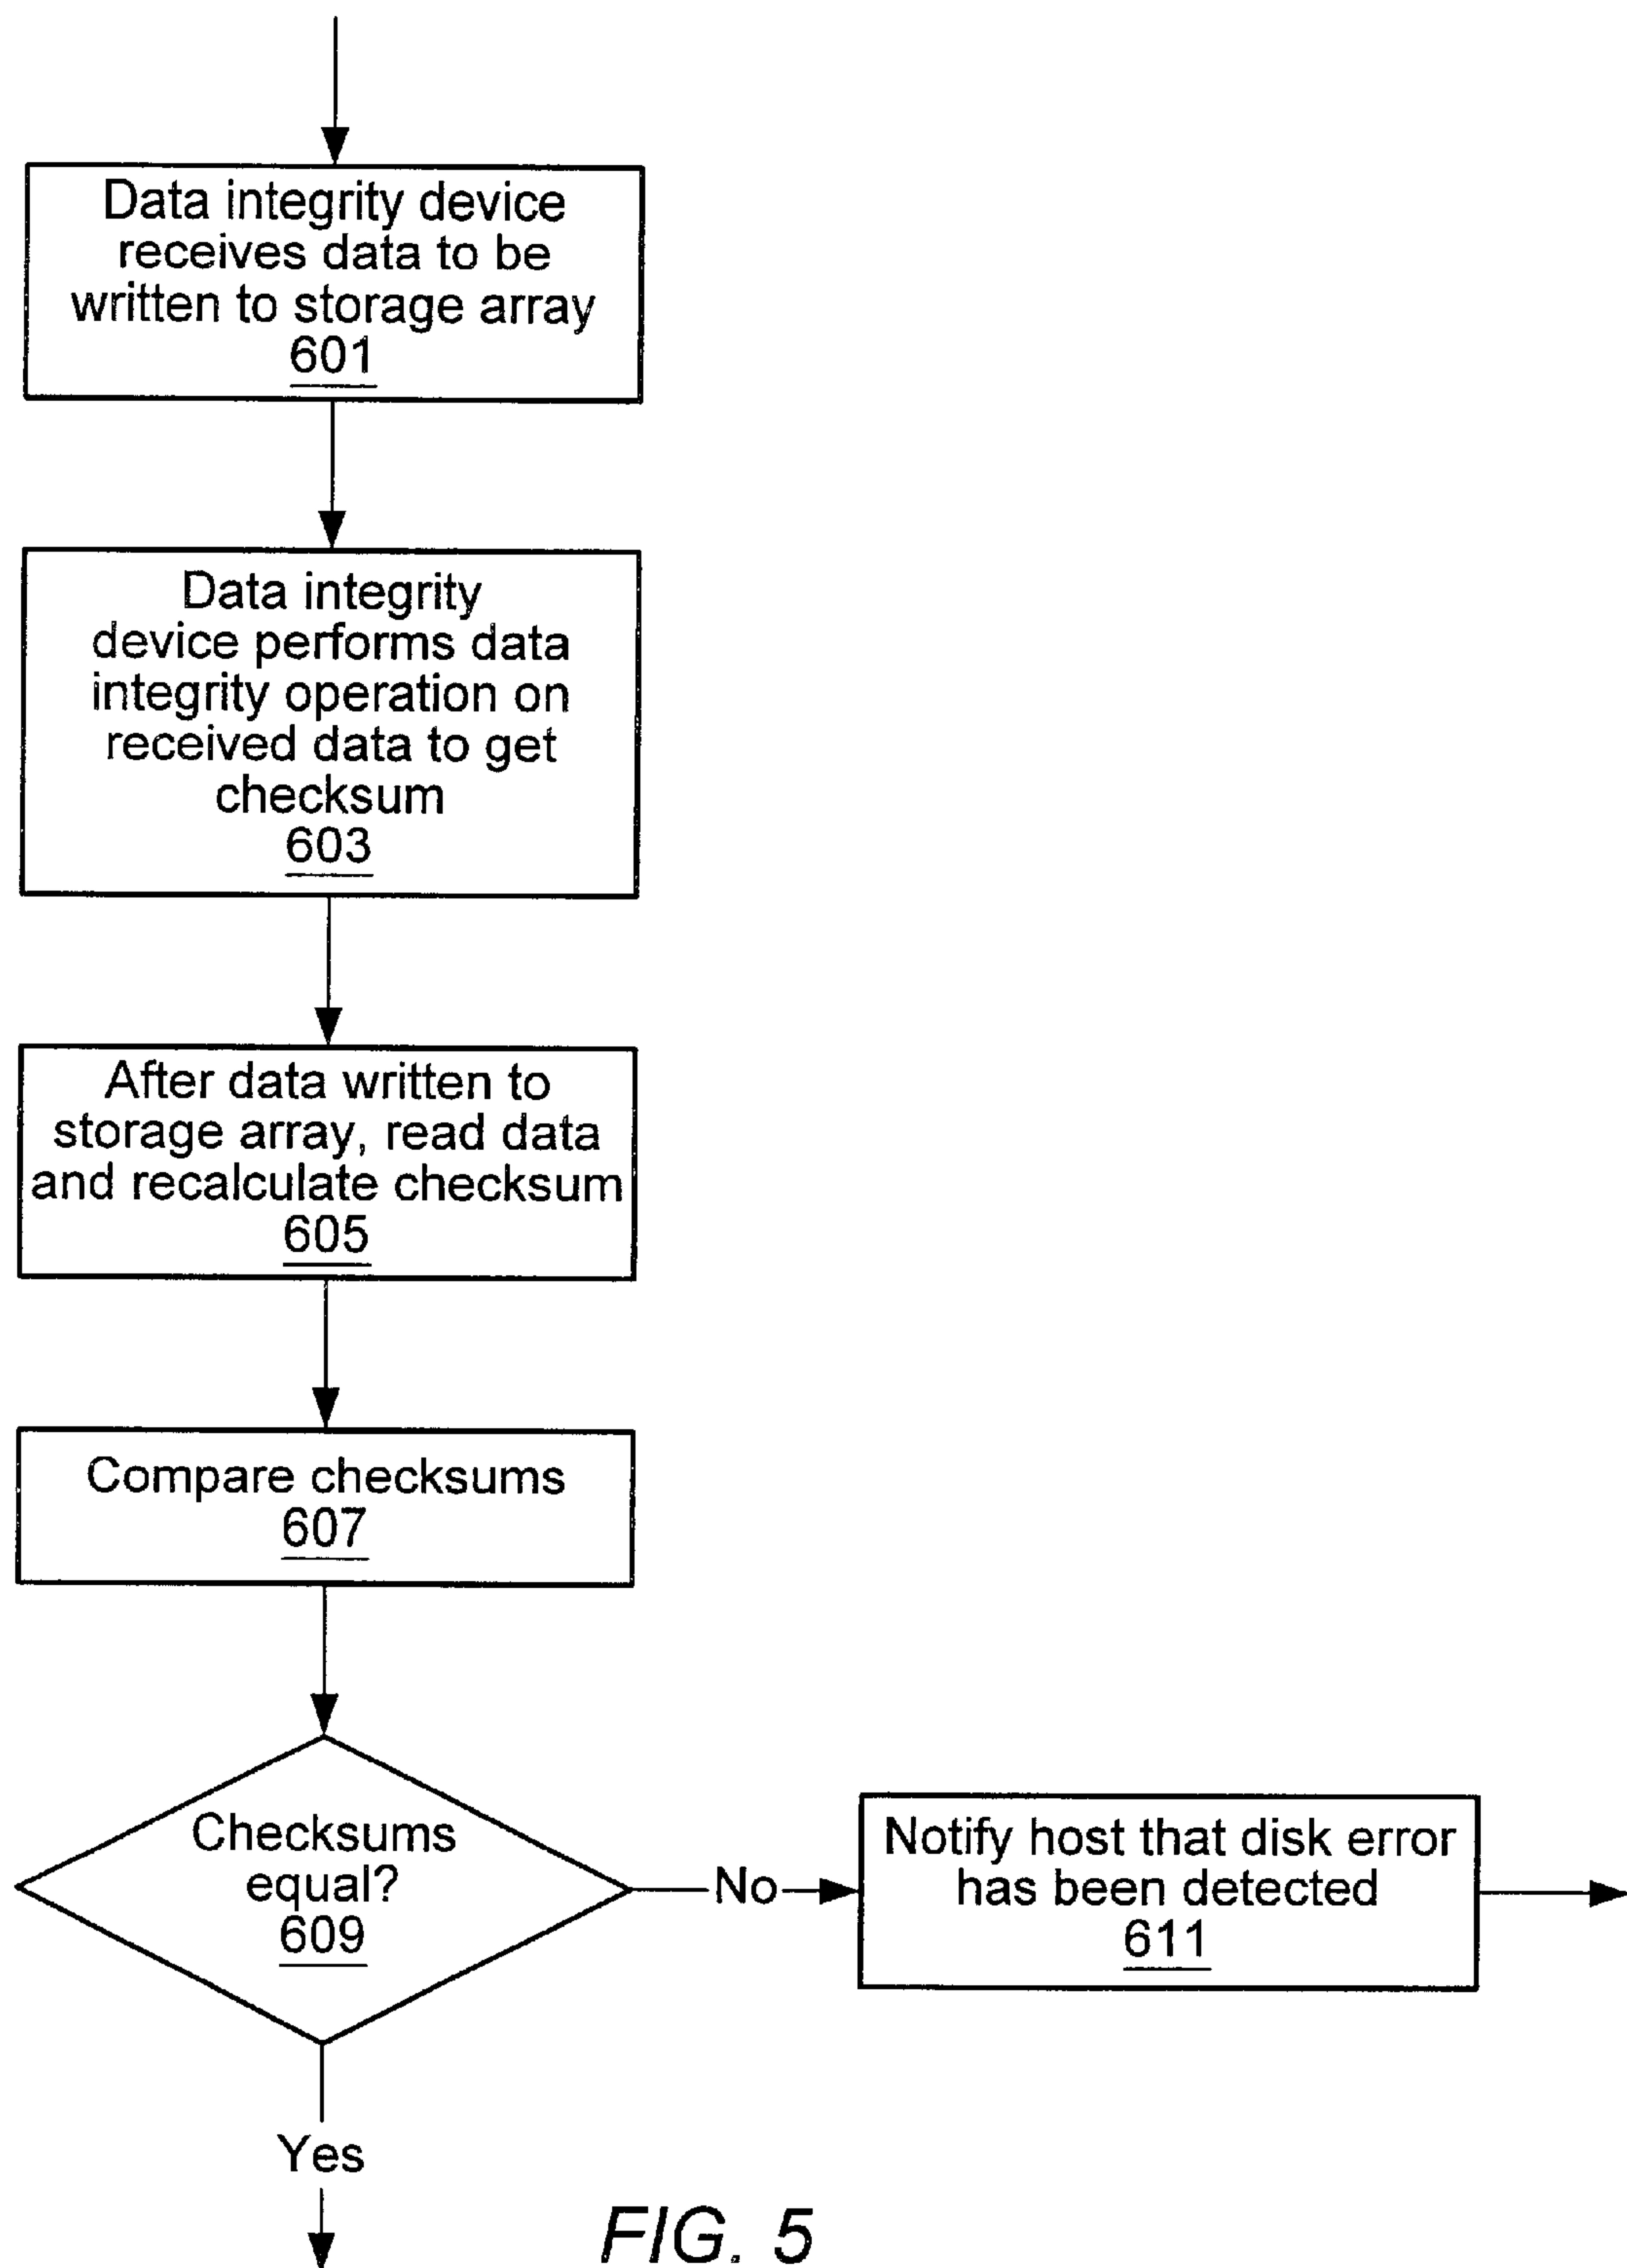 Data integrity device
receives data to be
written to storage array
601
Data integrity
device performs data
integrity operation on
received data to get
checksum
603
After data written to
storage array, read data
and recalculate checksum
605
Compare checksums
607
Checksums
equal?
609
No
Notify host that disk error
has been detected
611
Yes
FIG. 5